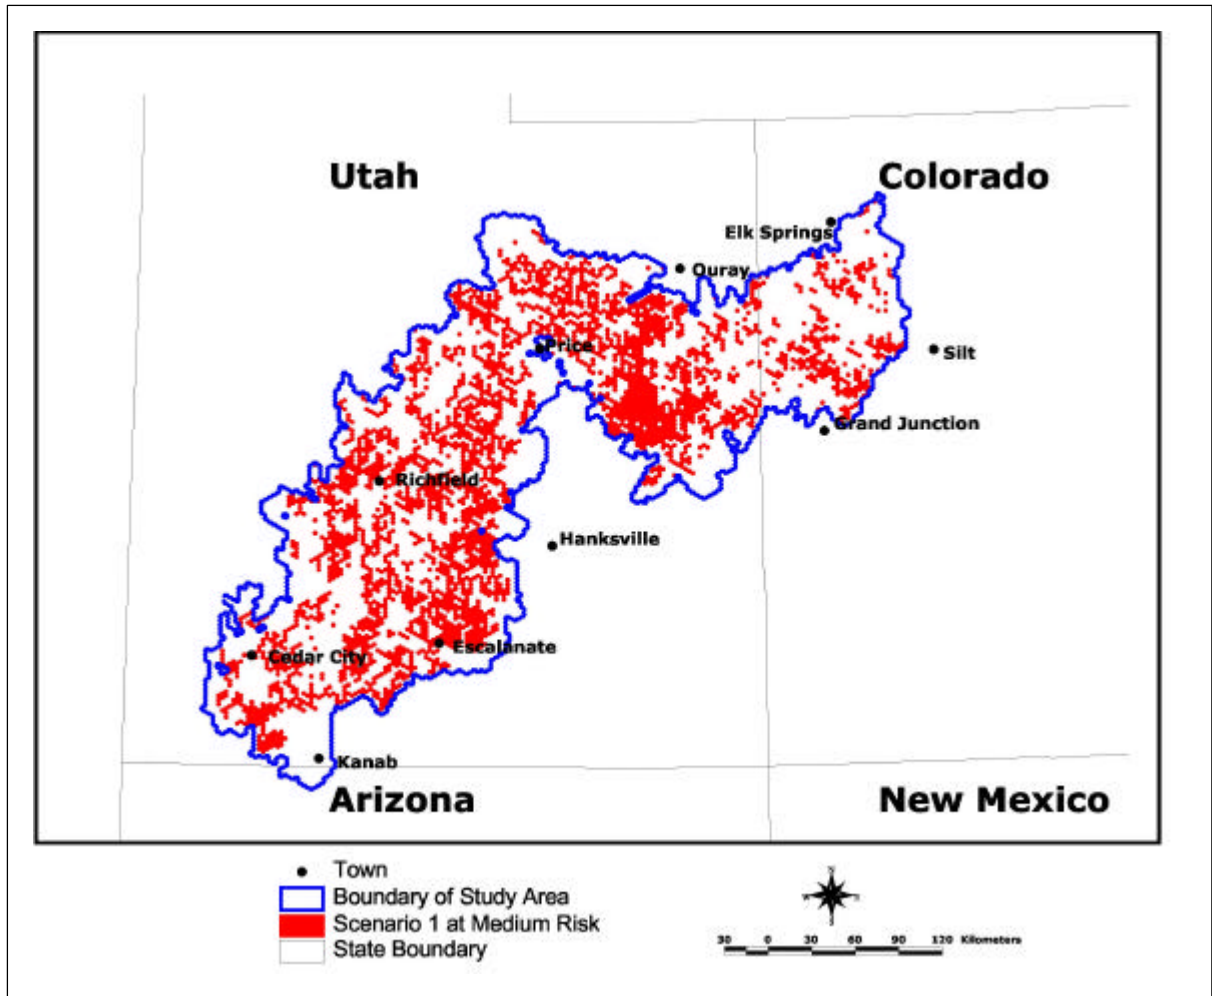 Utah
Colorado
Elk Springs
Ouray
Price
Silt
Grand Junction
Richfield
Hanksville
Escalanate
Cedar City
Kanab
Arizona
New Mexico
Town
Boundary of Study Area
Scenario 1 at Medium Risk
State Boundary
N
W E
S
30 0 30 60 90 120 Kilometers